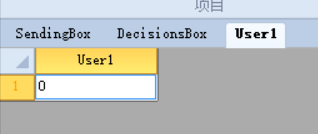 项目
SendingBox DecisionsBox User1
User1
1 0